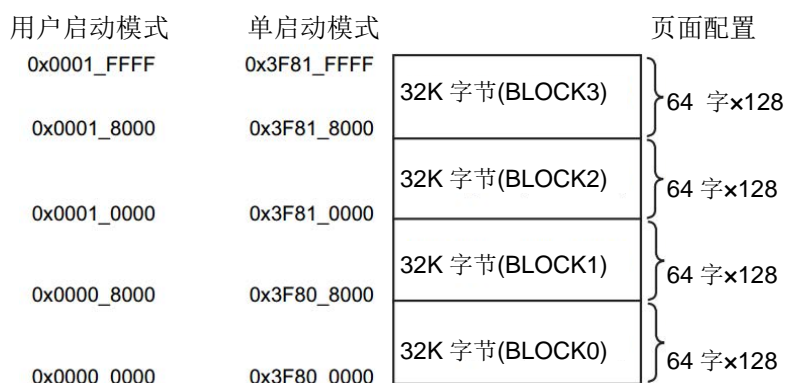 用户启动模式 单启动模式 页面配置
0x0001_FFFF 0x3F81_FFFF
32K 字节(BLOCK3)
64 字×128
0x0001_8000 0x3F81_8000
32K 字节(BLOCK2)
64 字×128
0x0001_0000 0x3F81_0000
32K 字节(BLOCK1)
64 字×128
0x0000_8000 0x3F80_8000
32K 字节(BLOCK0)
64 字×128
0x0000_0000 0x3F80_0000